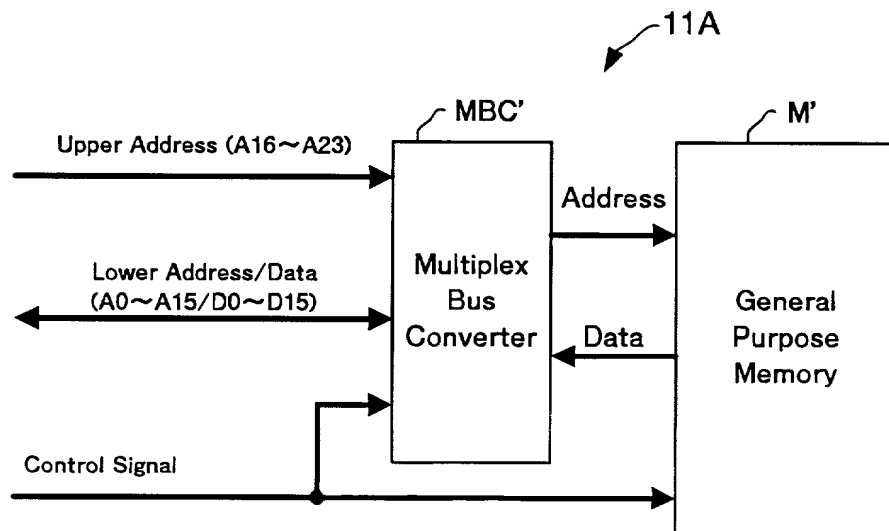 11A
MBC'
M'
Upper Address (A16～A23)
Address
Lower Address/Data
(A0～A15/D0～D15)
Multiplex
Bus
Converter
Data
General
Purpose
Memory
Control Signal